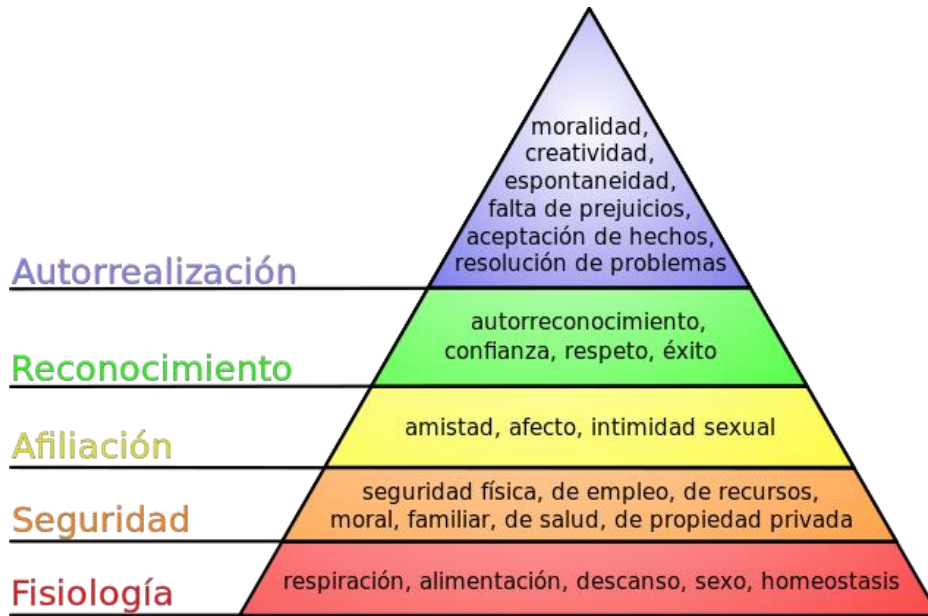 moralidad,
creatividad,
espontaneidad,
falta de prejuicios,
aceptación de hechos,
resolución de problemas
Autorrealización
autorreconocimiento,
confianza, respeto, éxito
Reconocimiento
amistad, afecto, intimidad sexual
Afiliación
seguridad física, de empleo, de recursos,
moral, familiar, de salud, de propiedad privada
Seguridad
respiración, alimentación, descanso, sexo, homeostasis
Fisiología